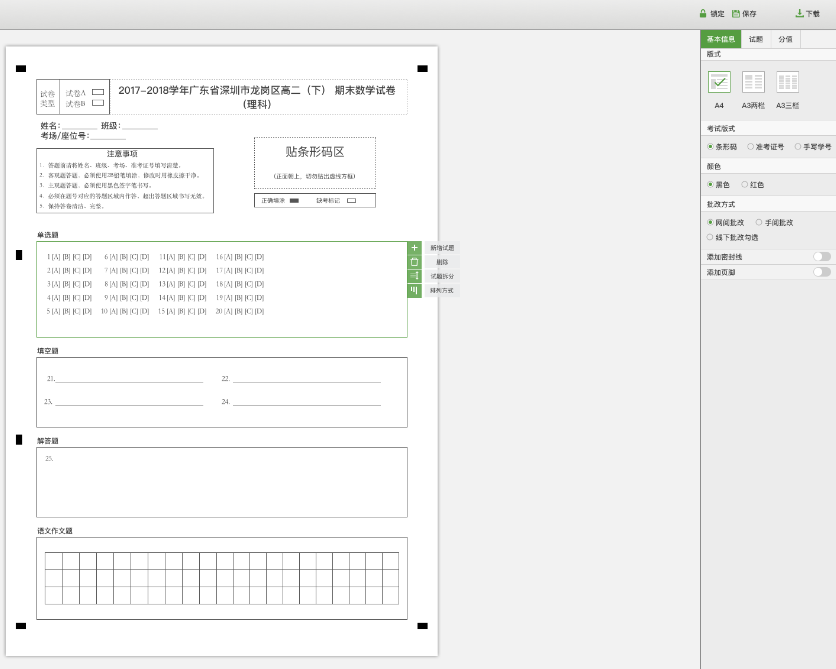 锁定 保存 下载
基本信息 试题 分值
版式
A4 A3两栏 A3三栏
考试版式
条形码 准考证号 手写学号
颜色
黑色 红色
批改方式
网阅批改 手阅批改
线下批改勾选
添加密封线
添加页脚
试卷类型
试卷A
试卷B
2017-2018学年广东省深圳市龙岗区高二（下） 期末数学试卷
（理科）
姓名：________ 班级：________
考场/座位号：________
注意事项
1. 答题前请将姓名、班级、考场、准考证号填写清楚。
2. 客观题答题，必须使用2B铅笔填涂，修改时用橡皮擦干净。
3. 主观题答题，必须使用黑色签字笔书写。
4. 必须在题号对应的答题区域内作答，超出答题区域书写无效。
5. 保持答卷清洁、完整。
贴条形码区
（正面朝上，切勿贴出虚线方框）
正确填涂 缺考标记
单选题
1 [A] [B] [C] [D] 6 [A] [B] [C] [D] 11 [A] [B] [C] [D] 16 [A] [B] [C] [D]
2 [A] [B] [C] [D] 7 [A] [B] [C] [D] 12 [A] [B] [C] [D] 17 [A] [B] [C] [D]
3 [A] [B] [C] [D] 8 [A] [B] [C] [D] 13 [A] [B] [C] [D] 18 [A] [B] [C] [D]
4 [A] [B] [C] [D] 9 [A] [B] [C] [D] 14 [A] [B] [C] [D] 19 [A] [B] [C] [D]
5 [A] [B] [C] [D] 10 [A] [B] [C] [D] 15 [A] [B] [C] [D] 20 [A] [B] [C] [D]
新增试题
删除
试题拆分
排列方式
填空题
21. 22.
23. 24.
解答题
25.
语文作文题